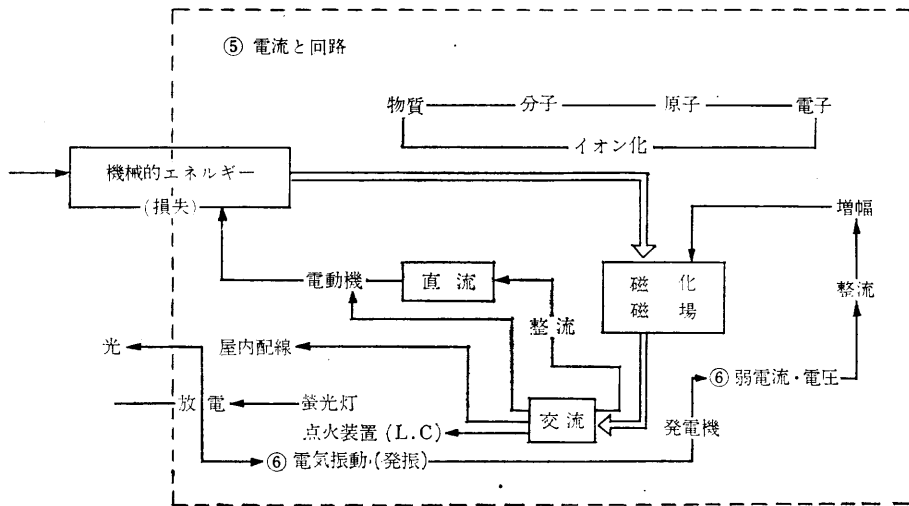 ⑤ 電流と回路
物質 分子 原子 電子
イオン化
機械的エネルギー
(損失)
増幅
電動機
直流
磁化
磁場
整流
整流
光
屋内配線
⑥ 弱電流・電圧
放電
螢光灯
交流
発電機
点火装置 (L.C)
⑥ 電気振動・(発振)